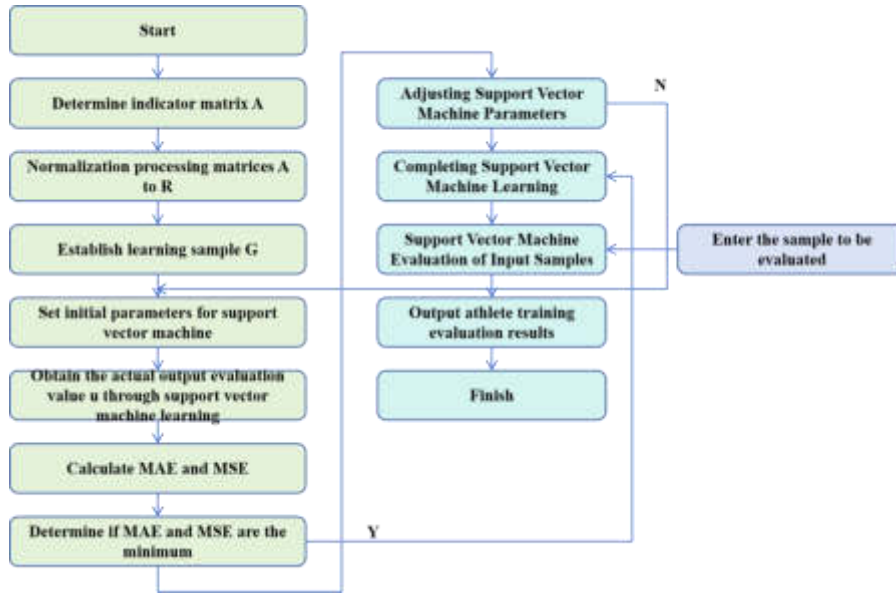 Start
Determine indicator matrix A
Normalization processing matrices A
to R
Establish learning sample G
Set initial parameters for support
vector machine
Obtain the actual output evaluation
value u through support vector
machine learning
Calculate MAE and MSE
Determine if MAE and MSE are the
minimum
Y
Adjusting Support Vector
Machine Parameters
N
Completing Support Vector
Machine Learning
Support Vector Machine
Evaluation of Input Samples
Enter the sample to be
evaluated
Output athlete training
evaluation results
Finish